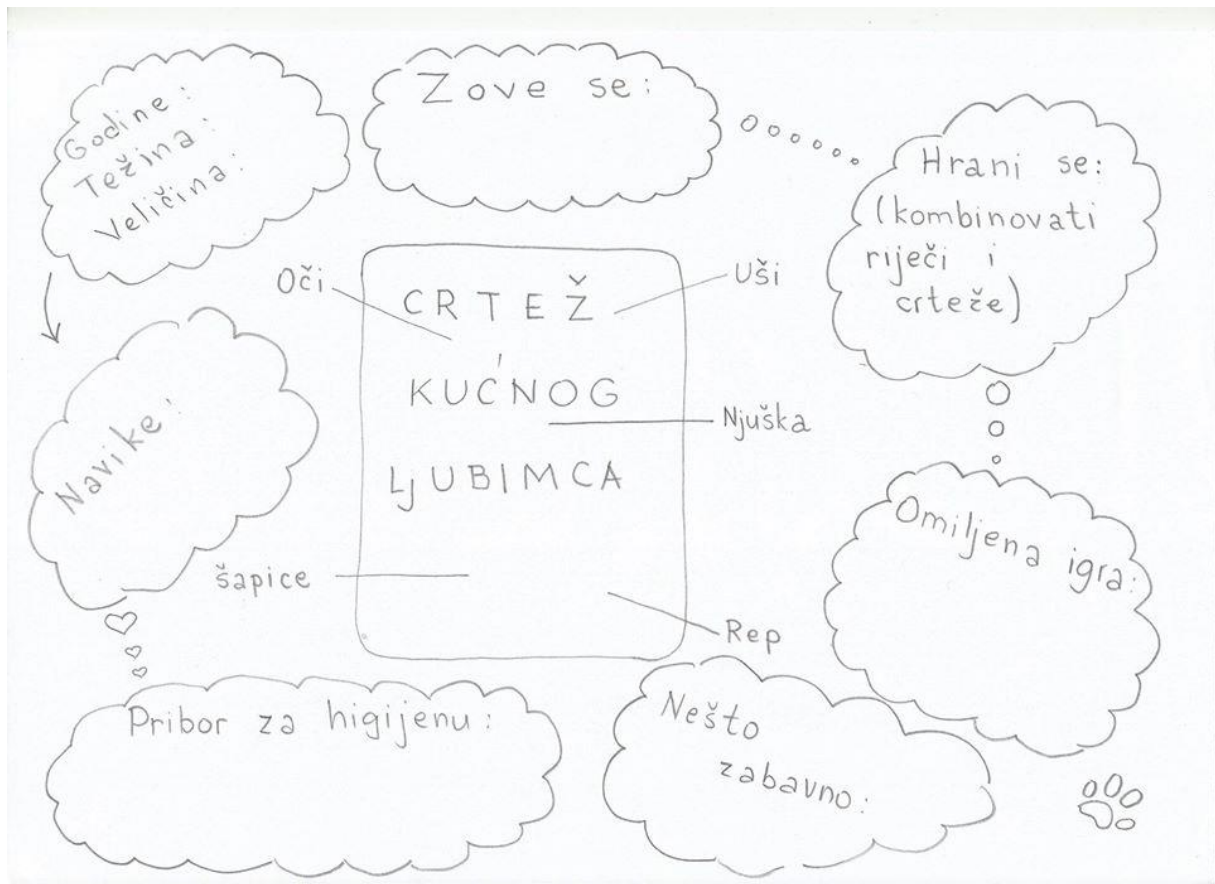 Godine:
Težina:
Veličina:
Zove se:
Hrani se:
(kombinovati
riječi i
crteže)
Oči
Uši
CRTEŽ
KUĆNOG
LJUBIMCA
Njuška
Navike:
Omiljena igra:
šapice
Rep
Pribor za higijenu:
Nešto
zabavno: